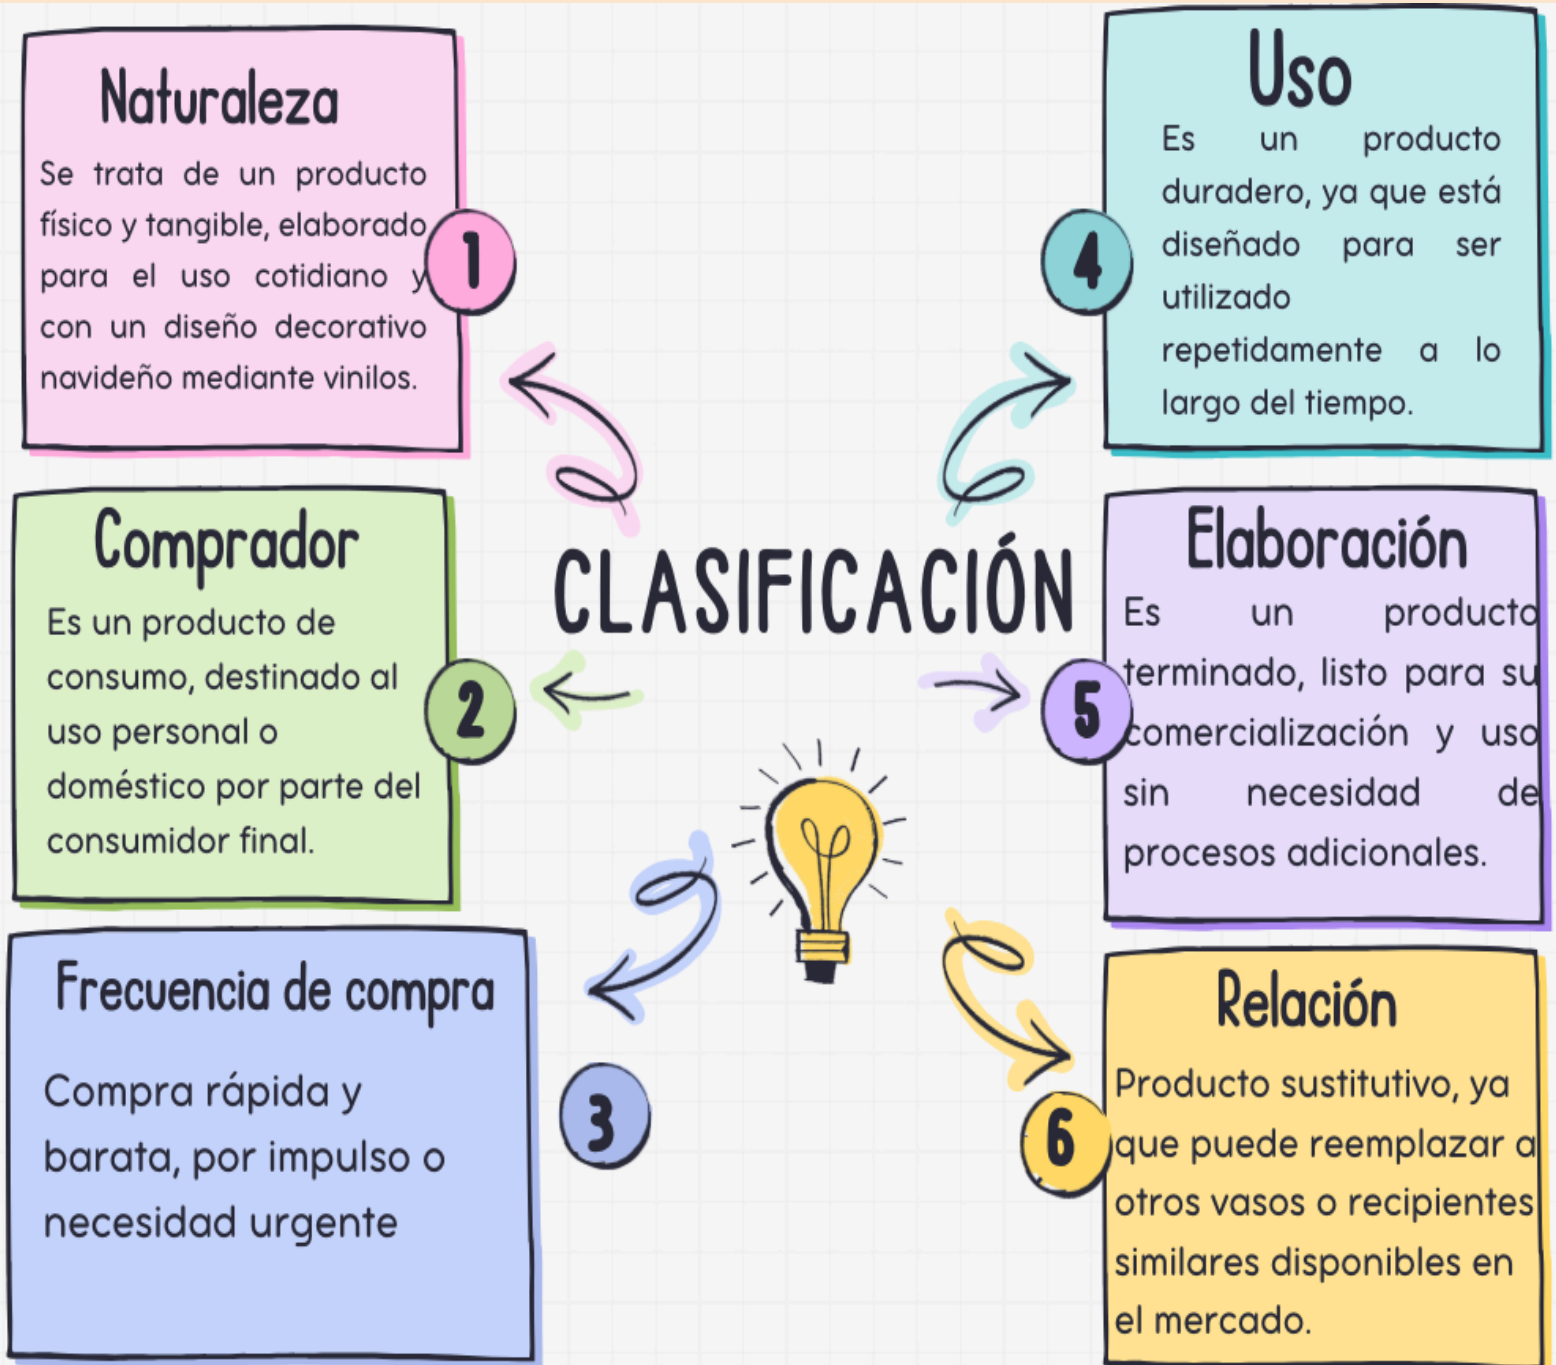 Naturaleza
Se trata de un producto
físico y tangible, elaborado
para el uso cotidiano y
con un diseño decorativo
navideño mediante vinilos.
1
Comprador
Es un producto de
consumo, destinado al
uso personal o
doméstico por parte del
consumidor final.
2
Frecuencia de compra
Compra rápida y
barata, por impulso o
necesidad urgente
3
CLASIFICACIÓN
Uso
Es un producto
duradero, ya que está
diseñado para ser
utilizado
repetidamente a lo
largo del tiempo.
4
Elaboración
Es un producto
terminado, listo para su
comercialización y uso
sin necesidad de
procesos adicionales.
5
Relación
Producto sustitutivo, ya
que puede reemplazar a
otros vasos o recipientes
similares disponibles en
el mercado.
6